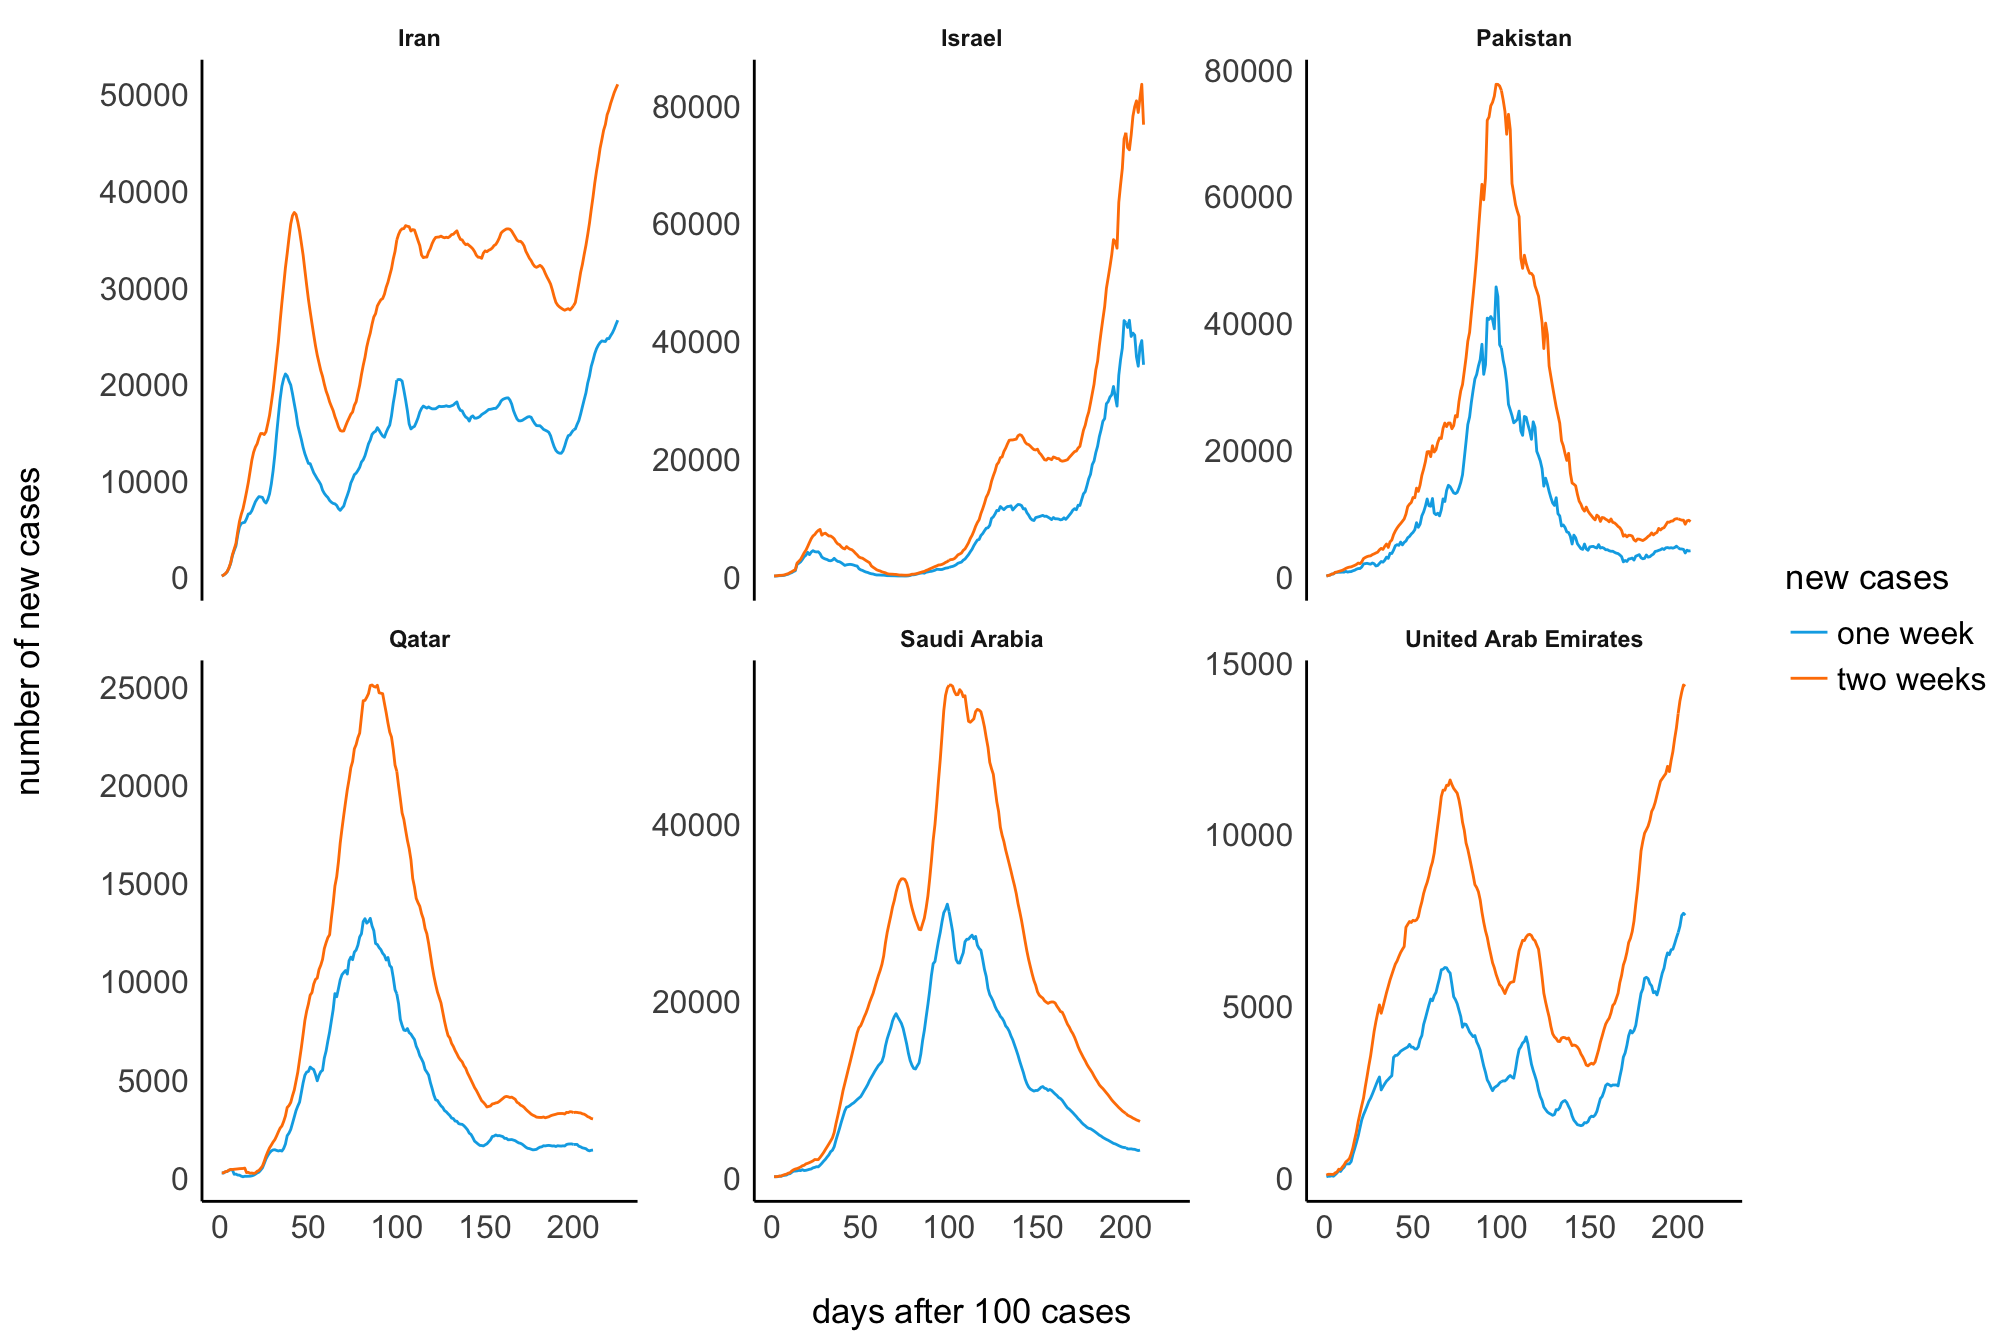 Iran
Israel
Pakistan
50000
40000
30000
20000
10000
0
80000
60000
40000
20000
0
80000
60000
40000
20000
0
Qatar
Saudi Arabia
United Arab Emirates
25000
20000
15000
10000
5000
0
40000
20000
0
15000
10000
5000
0
0 50 100 150 200
0 50 100 150 200
0 50 100 150 200
number of new cases
days after 100 cases
new cases
one week
two weeks